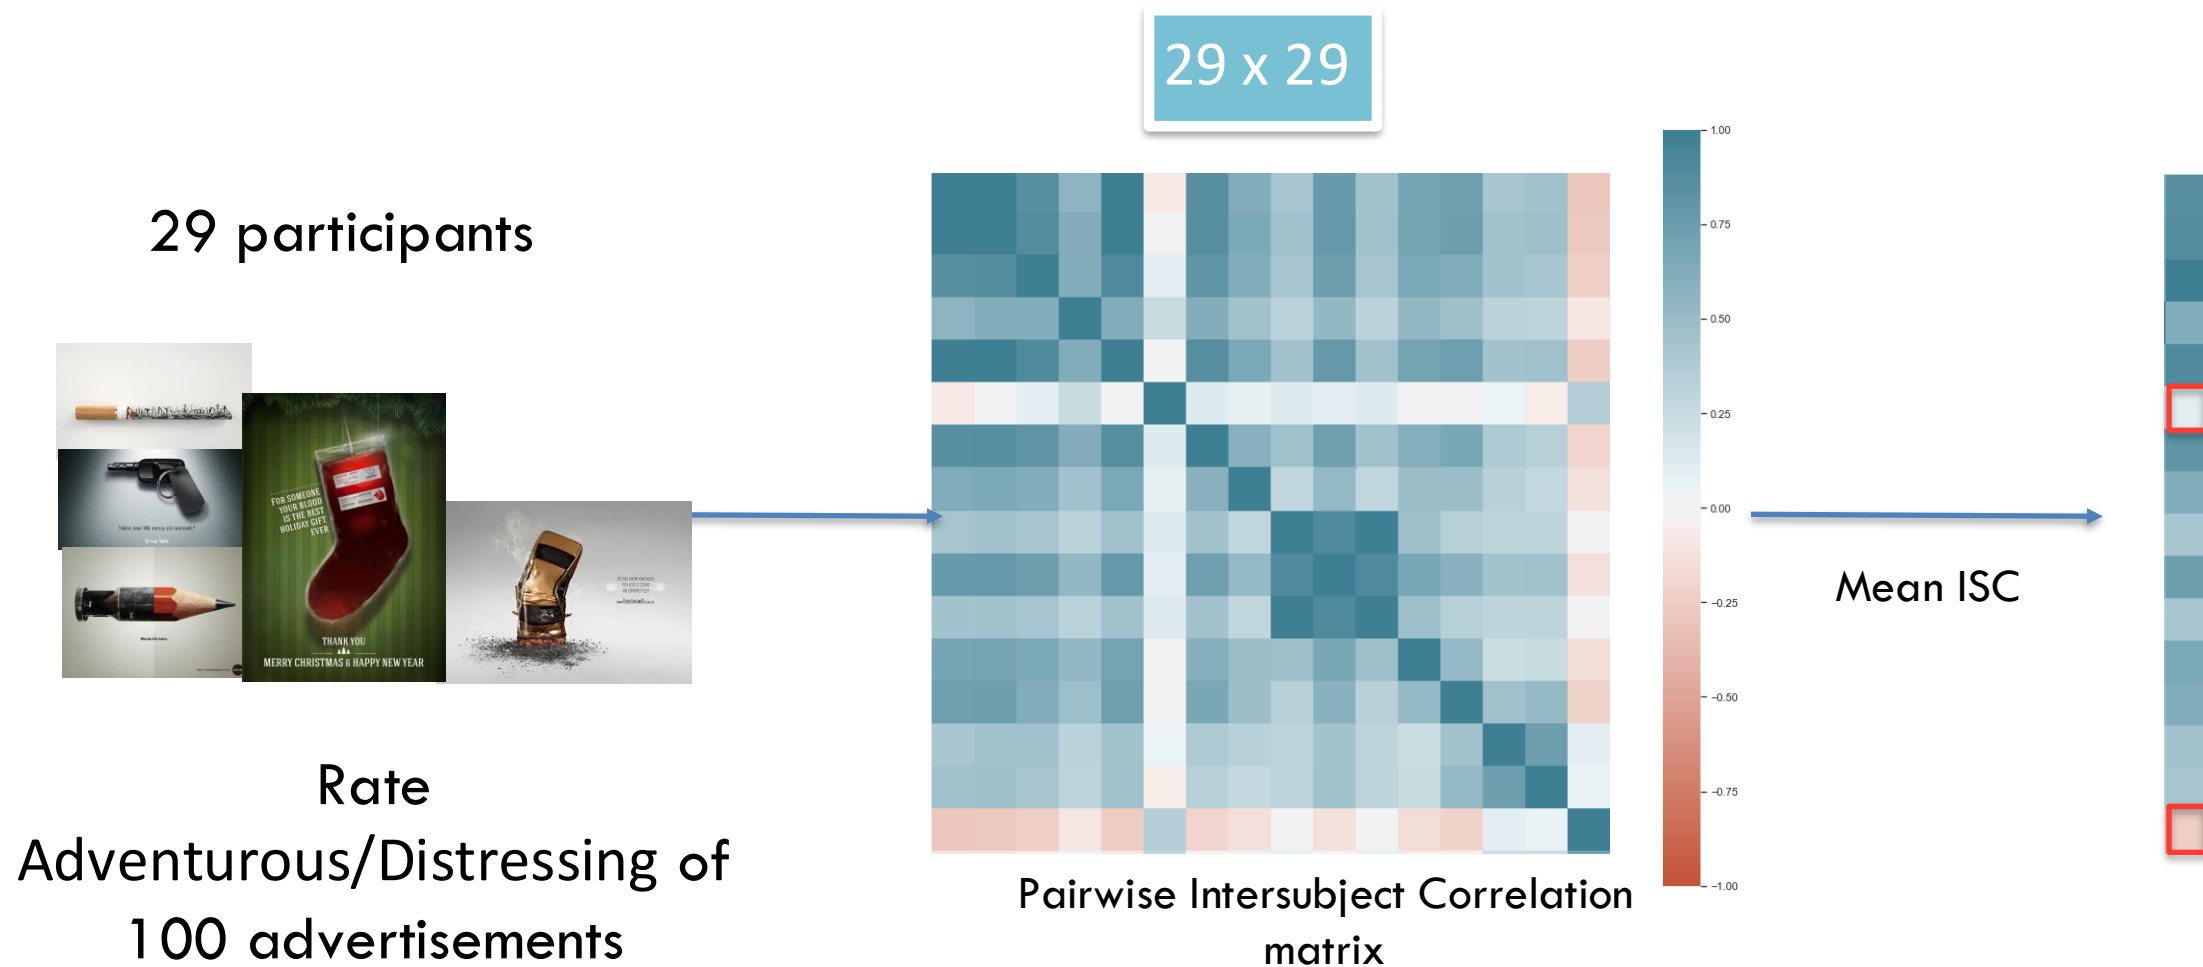 29 x 29
29 participants
FOR SOMEONE
YOUR BLOOD
IS THE BEST
HOLIDAY GIFT
EVER
THANK YOU
MERRY CHRISTMAS & HAPPY NEW YEAR
Rate
Adventurous/Distressing of
100 advertisements
1.00
0.75
0.50
0.25
0.00
−0.25
−0.50
−0.75
−1.00
Pairwise Intersubject Correlation
matrix
Mean ISC